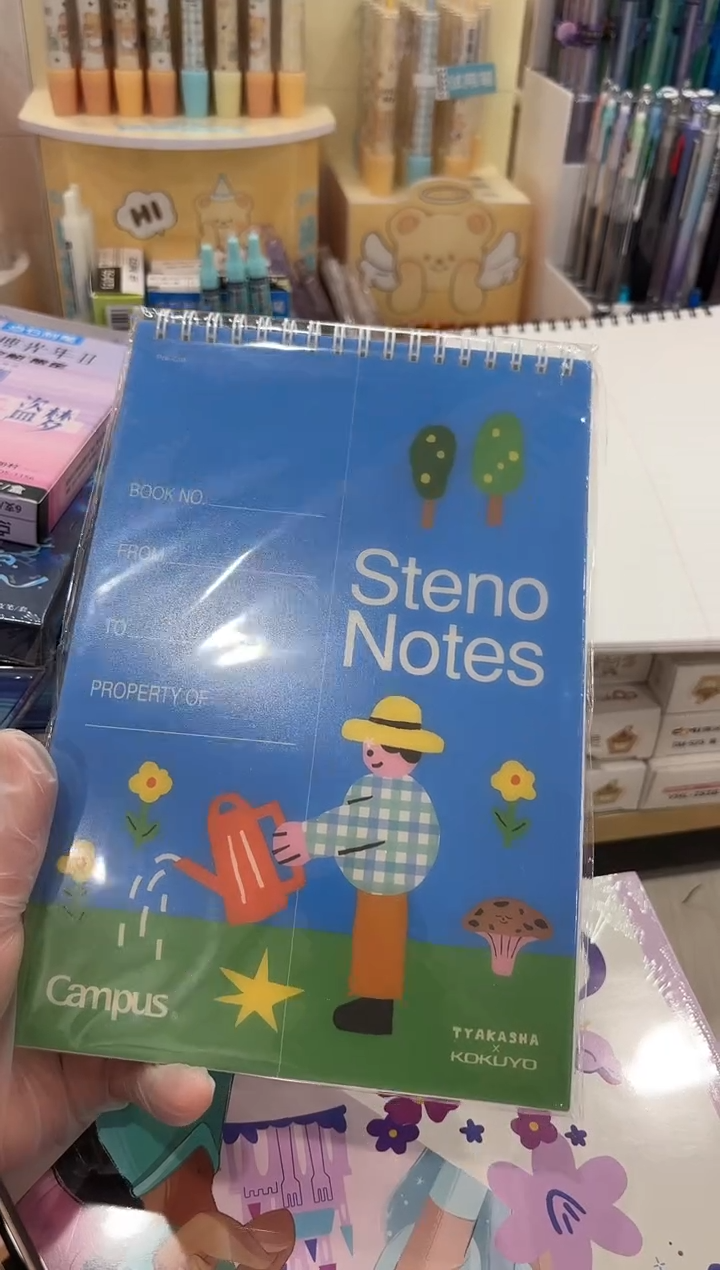 HI
盗梦
BOOK NO.
FROM
TO
PROPERTY OF
Steno
Notes
Campus
TYAKASHA
×
KOKUYO